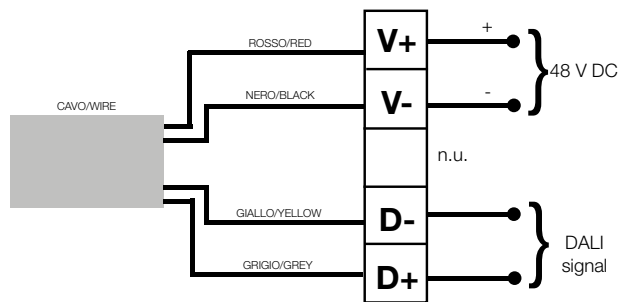 ROSSO/RED
V+
+
NERO/BLACK
V-
-
48 V DC
CAVO/WIRE
n.u.
GIALLO/YELLOW
D-
GRIGIO/GREY
D+
DALI
signal